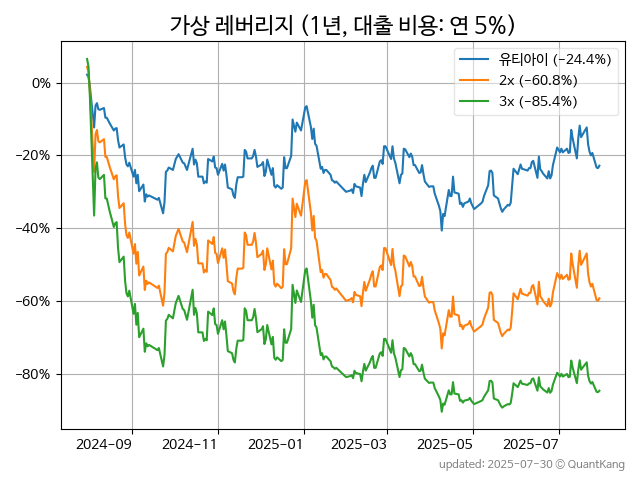 가상 레버리지 (1년, 대출 비용: 연 5%)
유티아이 (−24.4%)
2x (−60.8%)
3x (−85.4%)
0%
−20%
−40%
−60%
−80%
2024-09 2024-11 2025-01 2025-03 2025-05 2025-07
updated: 2025-07-30 © QuantKang